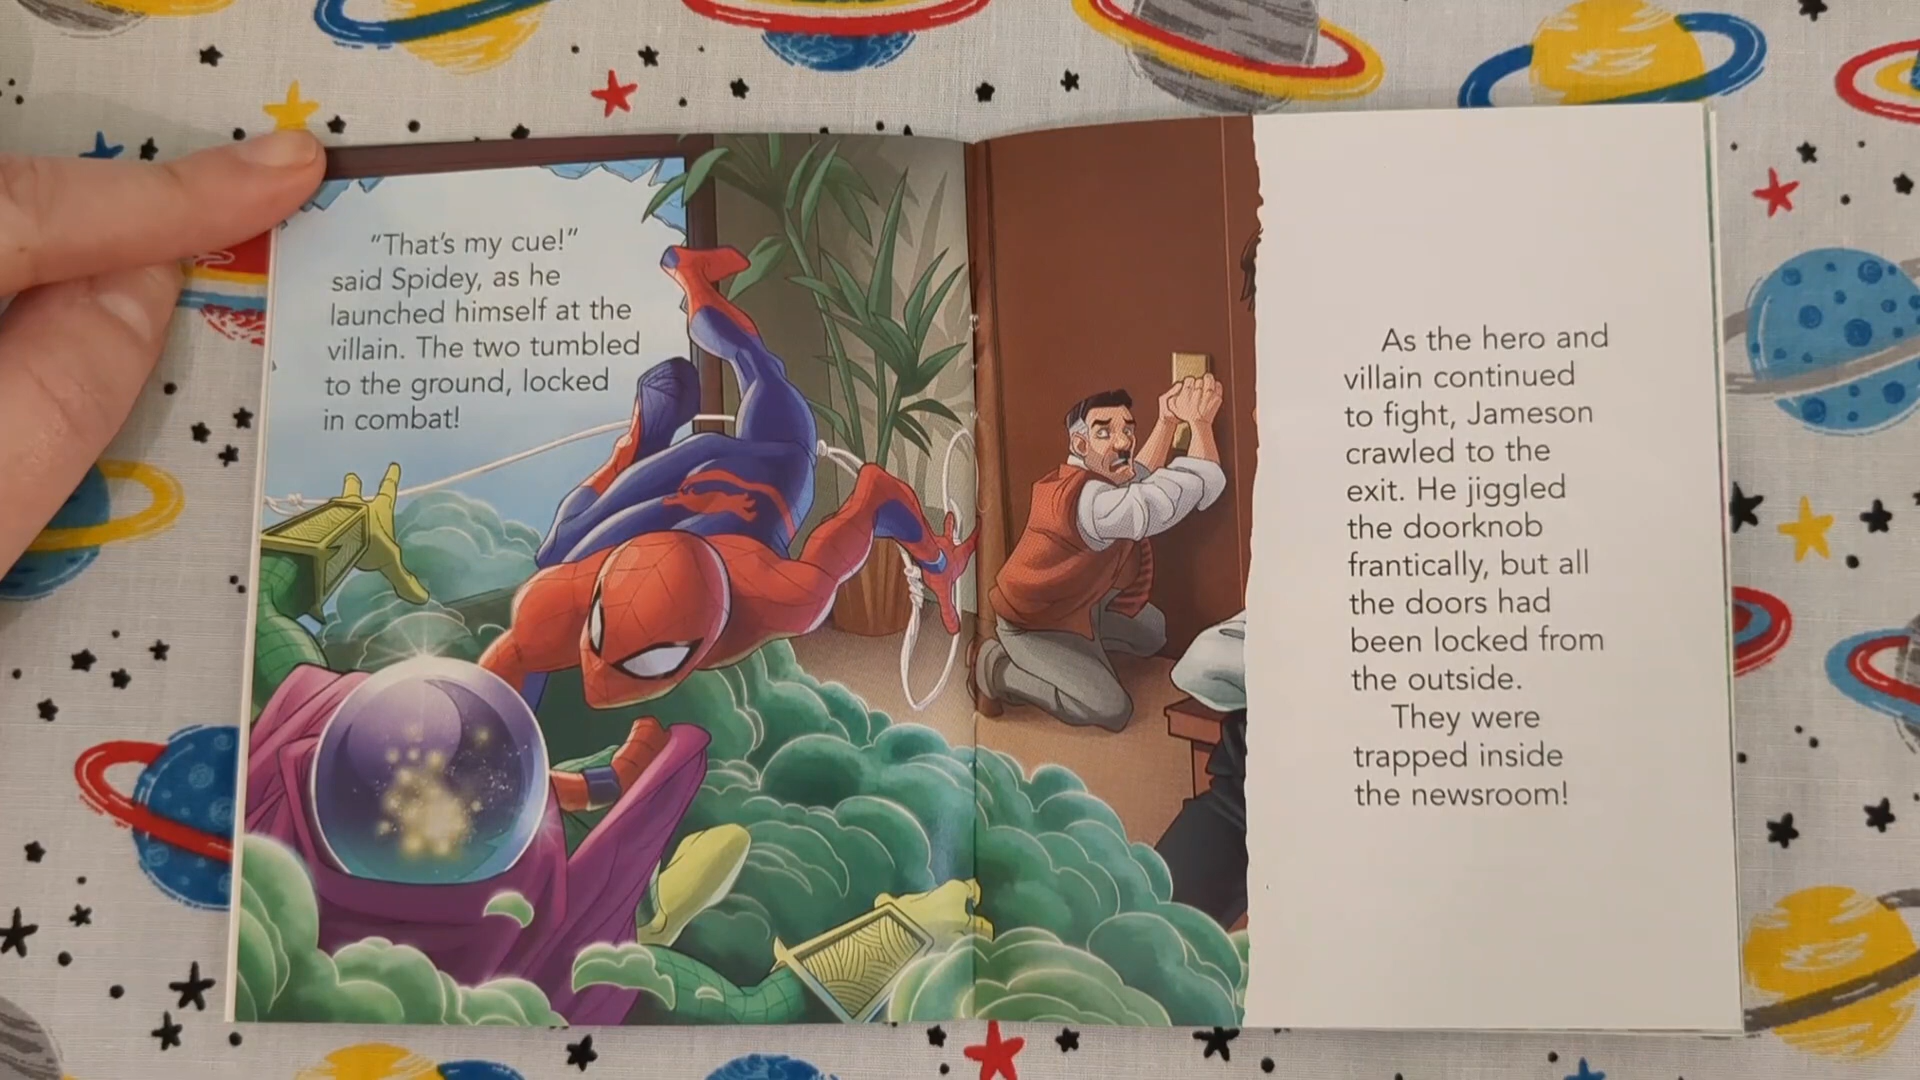 “That’s my cue!”
said Spidey, as he
launched himself at the
villain. The two tumbled
to the ground, locked
in combat!
As the hero and
villain continued
to fight, Jameson
crawled to the
exit. He jiggled
the doorknob
frantically, but all
the doors had
been locked from
the outside.
They were
trapped inside
the newsroom!